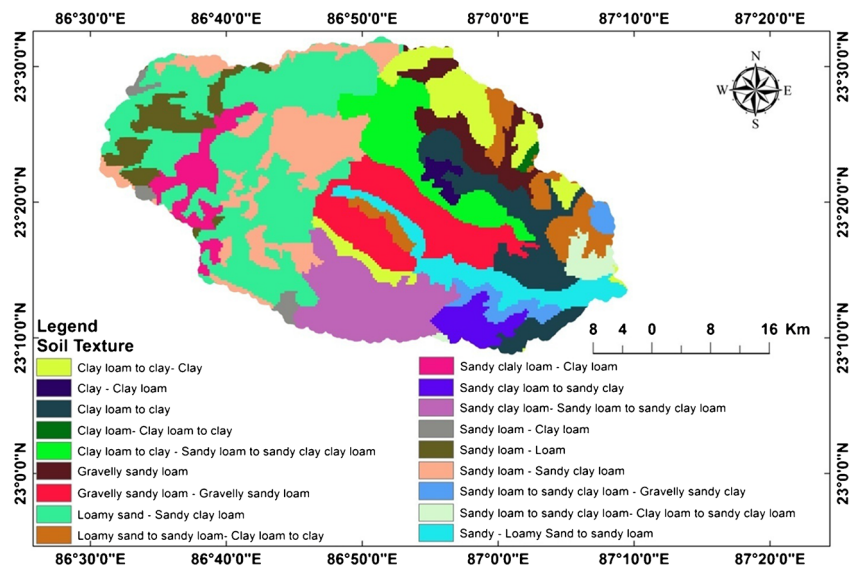 86°30'0"E 86°40'0"E 86°50'0"E 87°0'0"E 87°10'0"E 87°20'0"E
23°30'0"N 23°30'0"N
N
W E
S
23°20'0"N 23°20'0"N
23°10'0"N 23°10'0"N
8 4 0 8 16 Km
Legend
Soil Texture
Clay loam to clay- Clay
Clay - Clay loam
Clay loam to clay
Clay loam- Clay loam to clay
Clay loam to clay - Sandy loam to sandy clay clay loam
Gravelly sandy loam
Gravelly sandy loam - Gravelly sandy loam
Loamy sand - Sandy clay loam
Loamy sand to sandy loam- Clay loam to clay
Sandy claly loam - Clay loam
Sandy clay loam to sandy clay
Sandy clay loam- Sandy loam to sandy clay loam
Sandy loam - Clay loam
Sandy loam - Loam
Sandy loam - Sandy clay loam
Sandy loam to sandy clay loam - Gravelly sandy clay
Sandy loam to sandy clay loam- Clay loam to sandy clay loam
Sandy - Loamy Sand to sandy loam
23°0'0"N 23°0'0"N
86°30'0"E 86°40'0"E 86°50'0"E 87°0'0"E 87°10'0"E 87°20'0"E